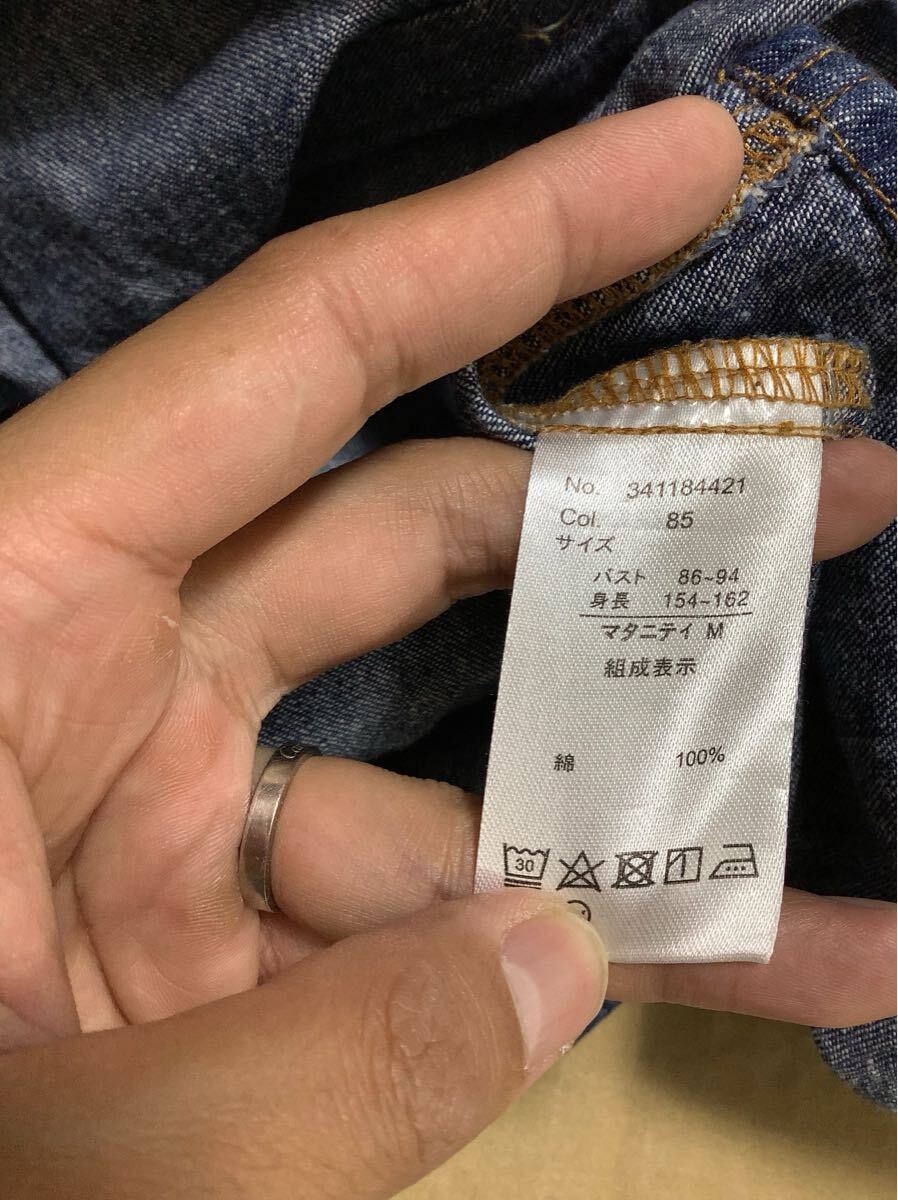 No. 341184421
Col. 85
サイズ
バスト 86~94
身長 154~162
マタニティ M
組成表示
綿 100%
30